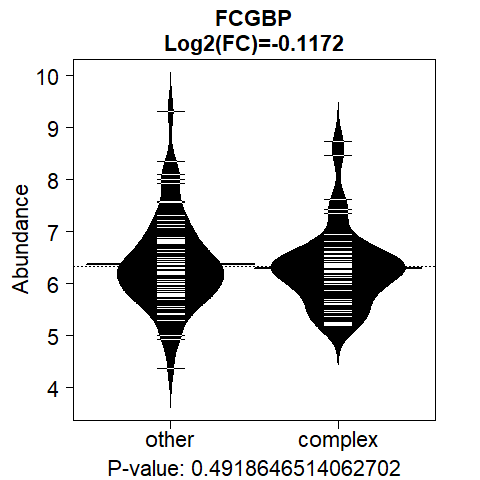 FCGBP
Log2(FC)=-0.1172
Abundance
10
9
8
7
6
5
4
other complex
P-value: 0.4918646514062702